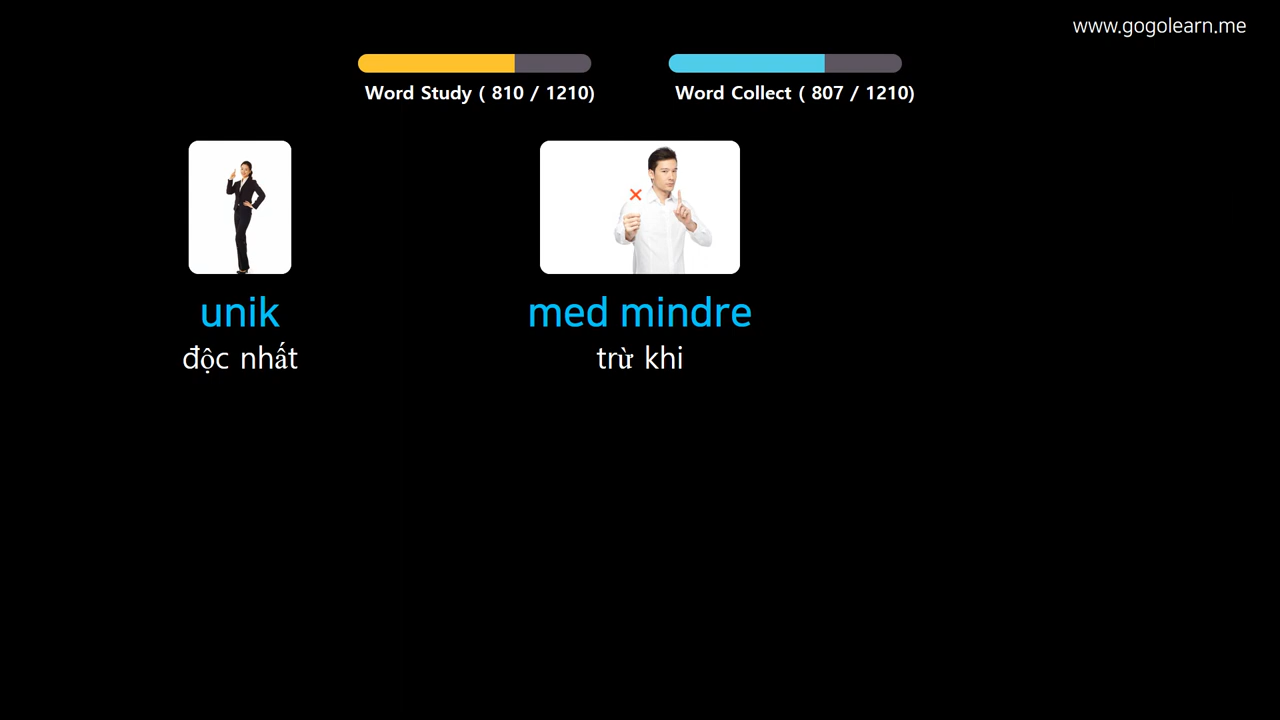 www.gogolearn.me
Word Study ( 810 / 1210)
Word Collect ( 807 / 1210)
unik
med mindre
độc nhất
trừ khi